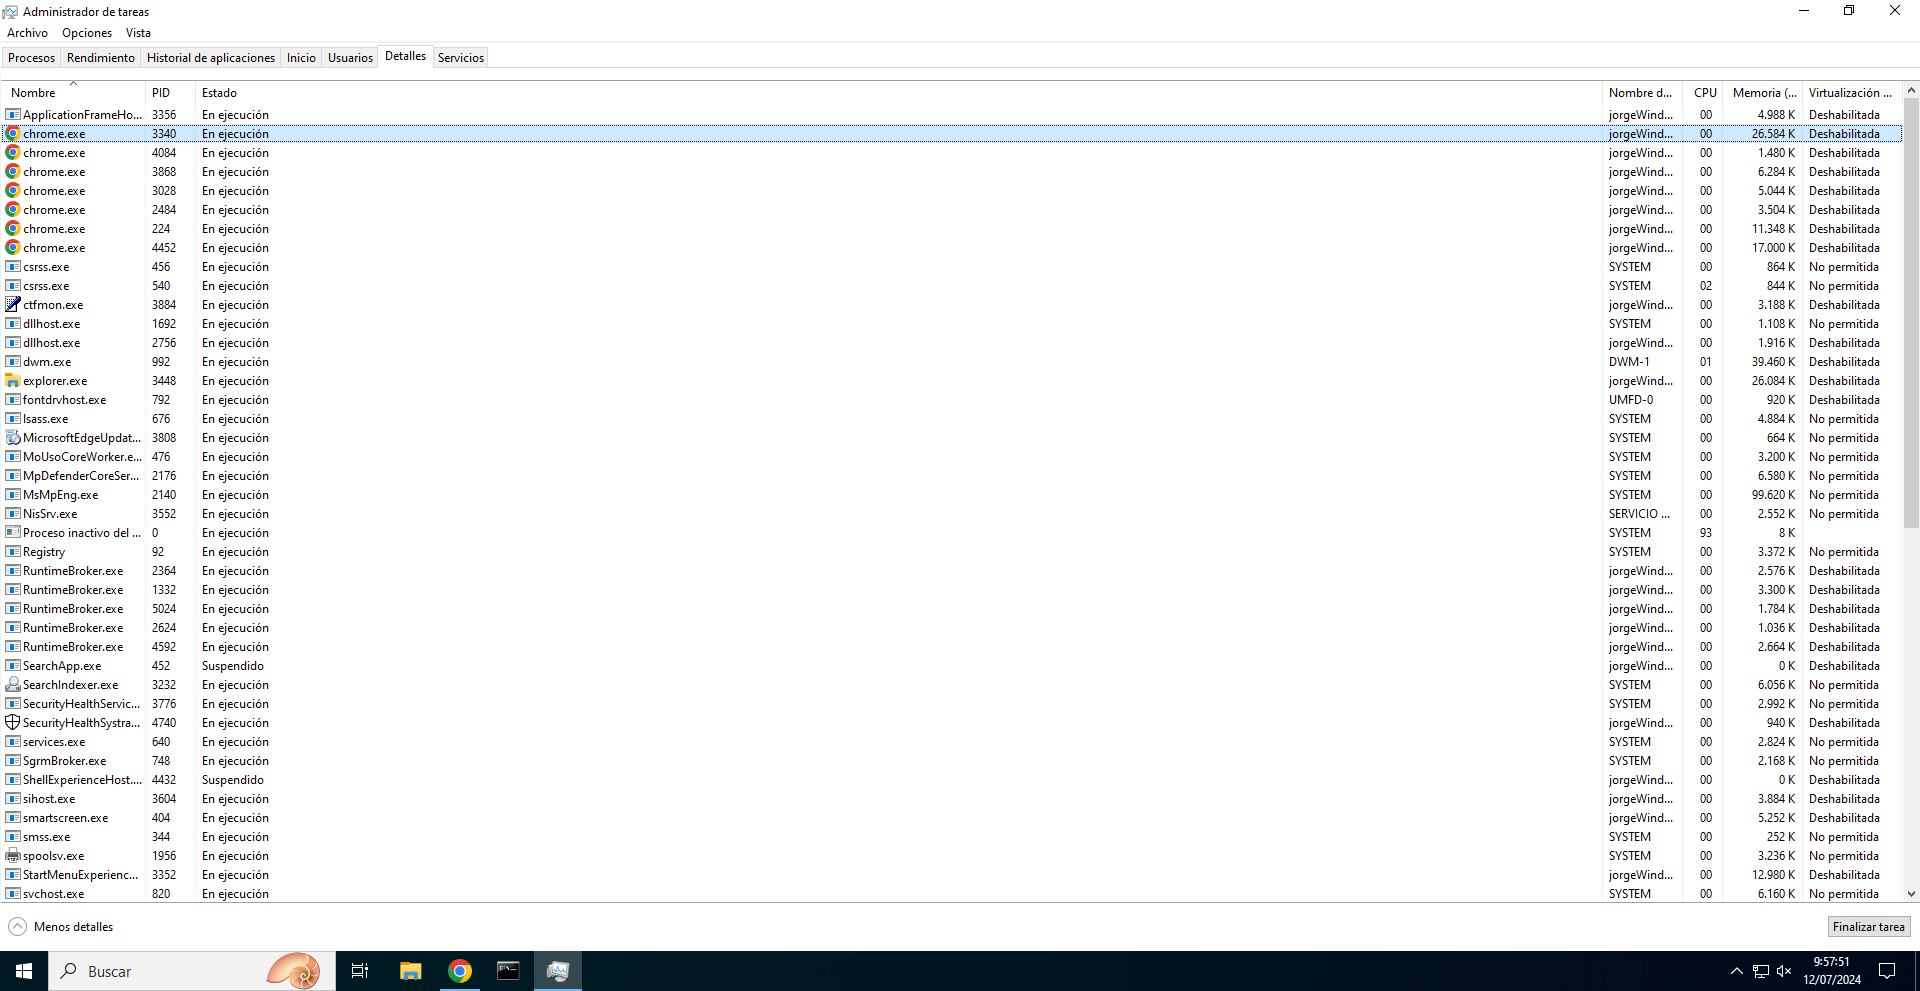 Administrador de tareas
Archivo Opciones Vista
Procesos Rendimiento Historial de aplicaciones Inicio Usuarios Detalles Servicios
Nombre PID Estado Nombre d... CPU Memoria (... Virtualización ...
ApplicationFrameHo... 3356 En ejecución jorgeWind... 00 4.988 K Deshabilitada
chrome.exe 3340 En ejecución jorgeWind... 00 26.584 K Deshabilitada
chrome.exe 4084 En ejecución jorgeWind... 00 1.480 K Deshabilitada
chrome.exe 3868 En ejecución jorgeWind... 00 6.284 K Deshabilitada
chrome.exe 3028 En ejecución jorgeWind... 00 5.044 K Deshabilitada
chrome.exe 2484 En ejecución jorgeWind... 00 3.504 K Deshabilitada
chrome.exe 224 En ejecución jorgeWind... 00 11.348 K Deshabilitada
chrome.exe 4452 En ejecución jorgeWind... 00 17.000 K Deshabilitada
csrss.exe 456 En ejecución SYSTEM 00 864 K No permitida
csrss.exe 540 En ejecución SYSTEM 02 844 K No permitida
ctfmon.exe 3884 En ejecución jorgeWind... 00 3.188 K Deshabilitada
dllhost.exe 1692 En ejecución SYSTEM 00 1.108 K No permitida
dllhost.exe 2756 En ejecución jorgeWind... 00 1.916 K Deshabilitada
dwm.exe 992 En ejecución DWM-1 01 39.460 K Deshabilitada
explorer.exe 3448 En ejecución jorgeWind... 00 26.084 K Deshabilitada
fontdrvhost.exe 792 En ejecución UMFD-0 00 920 K Deshabilitada
lsass.exe 676 En ejecución SYSTEM 00 4.884 K No permitida
MicrosoftEdgeUpdat... 3808 En ejecución SYSTEM 00 664 K No permitida
MoUsoCoreWorker.e... 476 En ejecución SYSTEM 00 3.200 K No permitida
MpDefenderCoreSer... 2176 En ejecución SYSTEM 00 6.580 K No permitida
MsMpEng.exe 2140 En ejecución SYSTEM 00 99.620 K No permitida
NisSrv.exe 3552 En ejecución SERVICIO ... 00 2.552 K No permitida
Proceso inactivo del ... 0 En ejecución SYSTEM 93 8 K
Registry 92 En ejecución SYSTEM 00 3.372 K No permitida
RuntimeBroker.exe 2364 En ejecución jorgeWind... 00 2.576 K Deshabilitada
RuntimeBroker.exe 1332 En ejecución jorgeWind... 00 3.300 K Deshabilitada
RuntimeBroker.exe 5024 En ejecución jorgeWind... 00 1.784 K Deshabilitada
RuntimeBroker.exe 2624 En ejecución jorgeWind... 00 1.036 K Deshabilitada
RuntimeBroker.exe 4592 En ejecución jorgeWind... 00 2.664 K Deshabilitada
SearchApp.exe 452 Suspendido jorgeWind... 00 0 K Deshabilitada
SearchIndexer.exe 3232 En ejecución SYSTEM 00 6.056 K No permitida
SecurityHealthServic... 3776 En ejecución SYSTEM 00 2.992 K No permitida
SecurityHealthSystra... 4740 En ejecución jorgeWind... 00 940 K Deshabilitada
services.exe 640 En ejecución SYSTEM 00 2.824 K No permitida
SgrmBroker.exe 748 En ejecución SYSTEM 00 2.168 K No permitida
ShellExperienceHost.... 4432 Suspendido jorgeWind... 00 0 K Deshabilitada
sihost.exe 3604 En ejecución jorgeWind... 00 3.884 K Deshabilitada
smartscreen.exe 404 En ejecución jorgeWind... 00 5.252 K Deshabilitada
smss.exe 344 En ejecución SYSTEM 00 252 K No permitida
spoolsv.exe 1956 En ejecución SYSTEM 00 3.236 K No permitida
StartMenuExperienc... 3352 En ejecución jorgeWind... 00 12.980 K Deshabilitada
svchost.exe 820 En ejecución SYSTEM 00 6.160 K No permitida
Menos detalles Finalizar tarea
Buscar
9:57:51
12/07/2024